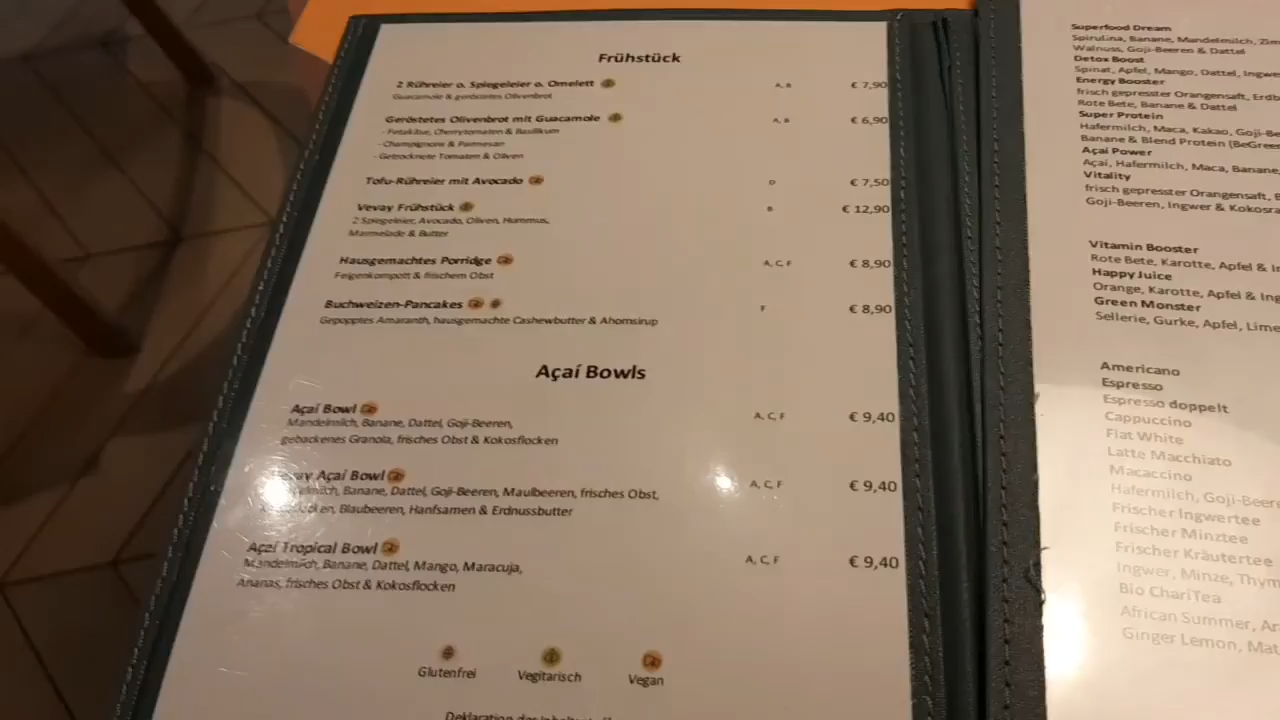 Frühstück
2 Rühreier o. Spiegeleier o. Omelett A, B € 7,90
Guacamole & geröstetes Olivenbrot
Geröstetes Olivenbrot mit Guacamole A, B € 6,90
- Fetakäse, Cherrytomaten & Basilikum
- Champignons & Parmesan
- Getrocknete Tomaten & Oliven
Tofu-Rühreier mit Avocado D € 7,50
Vevay Frühstück B € 12,90
2 Spiegeleier, Avocado, Oliven, Hummus,
Marmelade & Butter
Hausgemachtes Porridge A, C, F € 8,90
Feigenkompott & frischem Obst
Buchweizen-Pancakes F € 8,90
Gepopptes Amaranth, hausgemachte Cashewbutter & Ahornsirup
Açaí Bowls
Açaí Bowl A, C, F € 9,40
Mandelmilch, Banane, Dattel, Goji-Beeren,
gebackenes Granola, frisches Obst & Kokosflocken
Açaí Bowl A, C, F € 9,40
Banane, Dattel, Goji-Beeren, Maulbeeren, frisches Obst,
Blaubeeren, Hanfsamen & Erdnussbutter
Açaí Tropical Bowl A, C, F € 9,40
Mandelmilch, Banane, Dattel, Mango, Maracuja,
Ananas, frisches Obst & Kokosflocken
Glutenfrei Vegitarisch Vegan
Superfood Dream
Spirulina, Banane, Mandelmilch,
Walnuss, Goji-Beeren & Dattel
Detox Boost
Spinat, Apfel, Mango, Dattel,
Energy Booster
frisch gepresster Orangensaft,
Rote Bete, Banane & Dattel
Super Protein
Hafermilch, Maca, Kakao,
Banane & Blend Protein
Açaí Power
Açaí, Hafermilch, Maca, Banane,
Vitality
frisch gepresster Orangensaft,
Goji-Beeren, Ingwer &
Vitamin Booster
Rote Bete, Karotte, Apfel &
Happy Juice
Orange, Karotte, Apfel &
Green Monster
Sellerie, Gurke, Apfel,
Americano
Espresso
Espresso doppelt
Cappuccino
Flat White
Latte Macchiato
Macaccino
Hafermilch,
Frischer Ingwertee
Frischer Minztee
Frischer Kräutertee
Ingwer, Minze,
Bio ChariTea
African Summer,
Ginger Lemon,